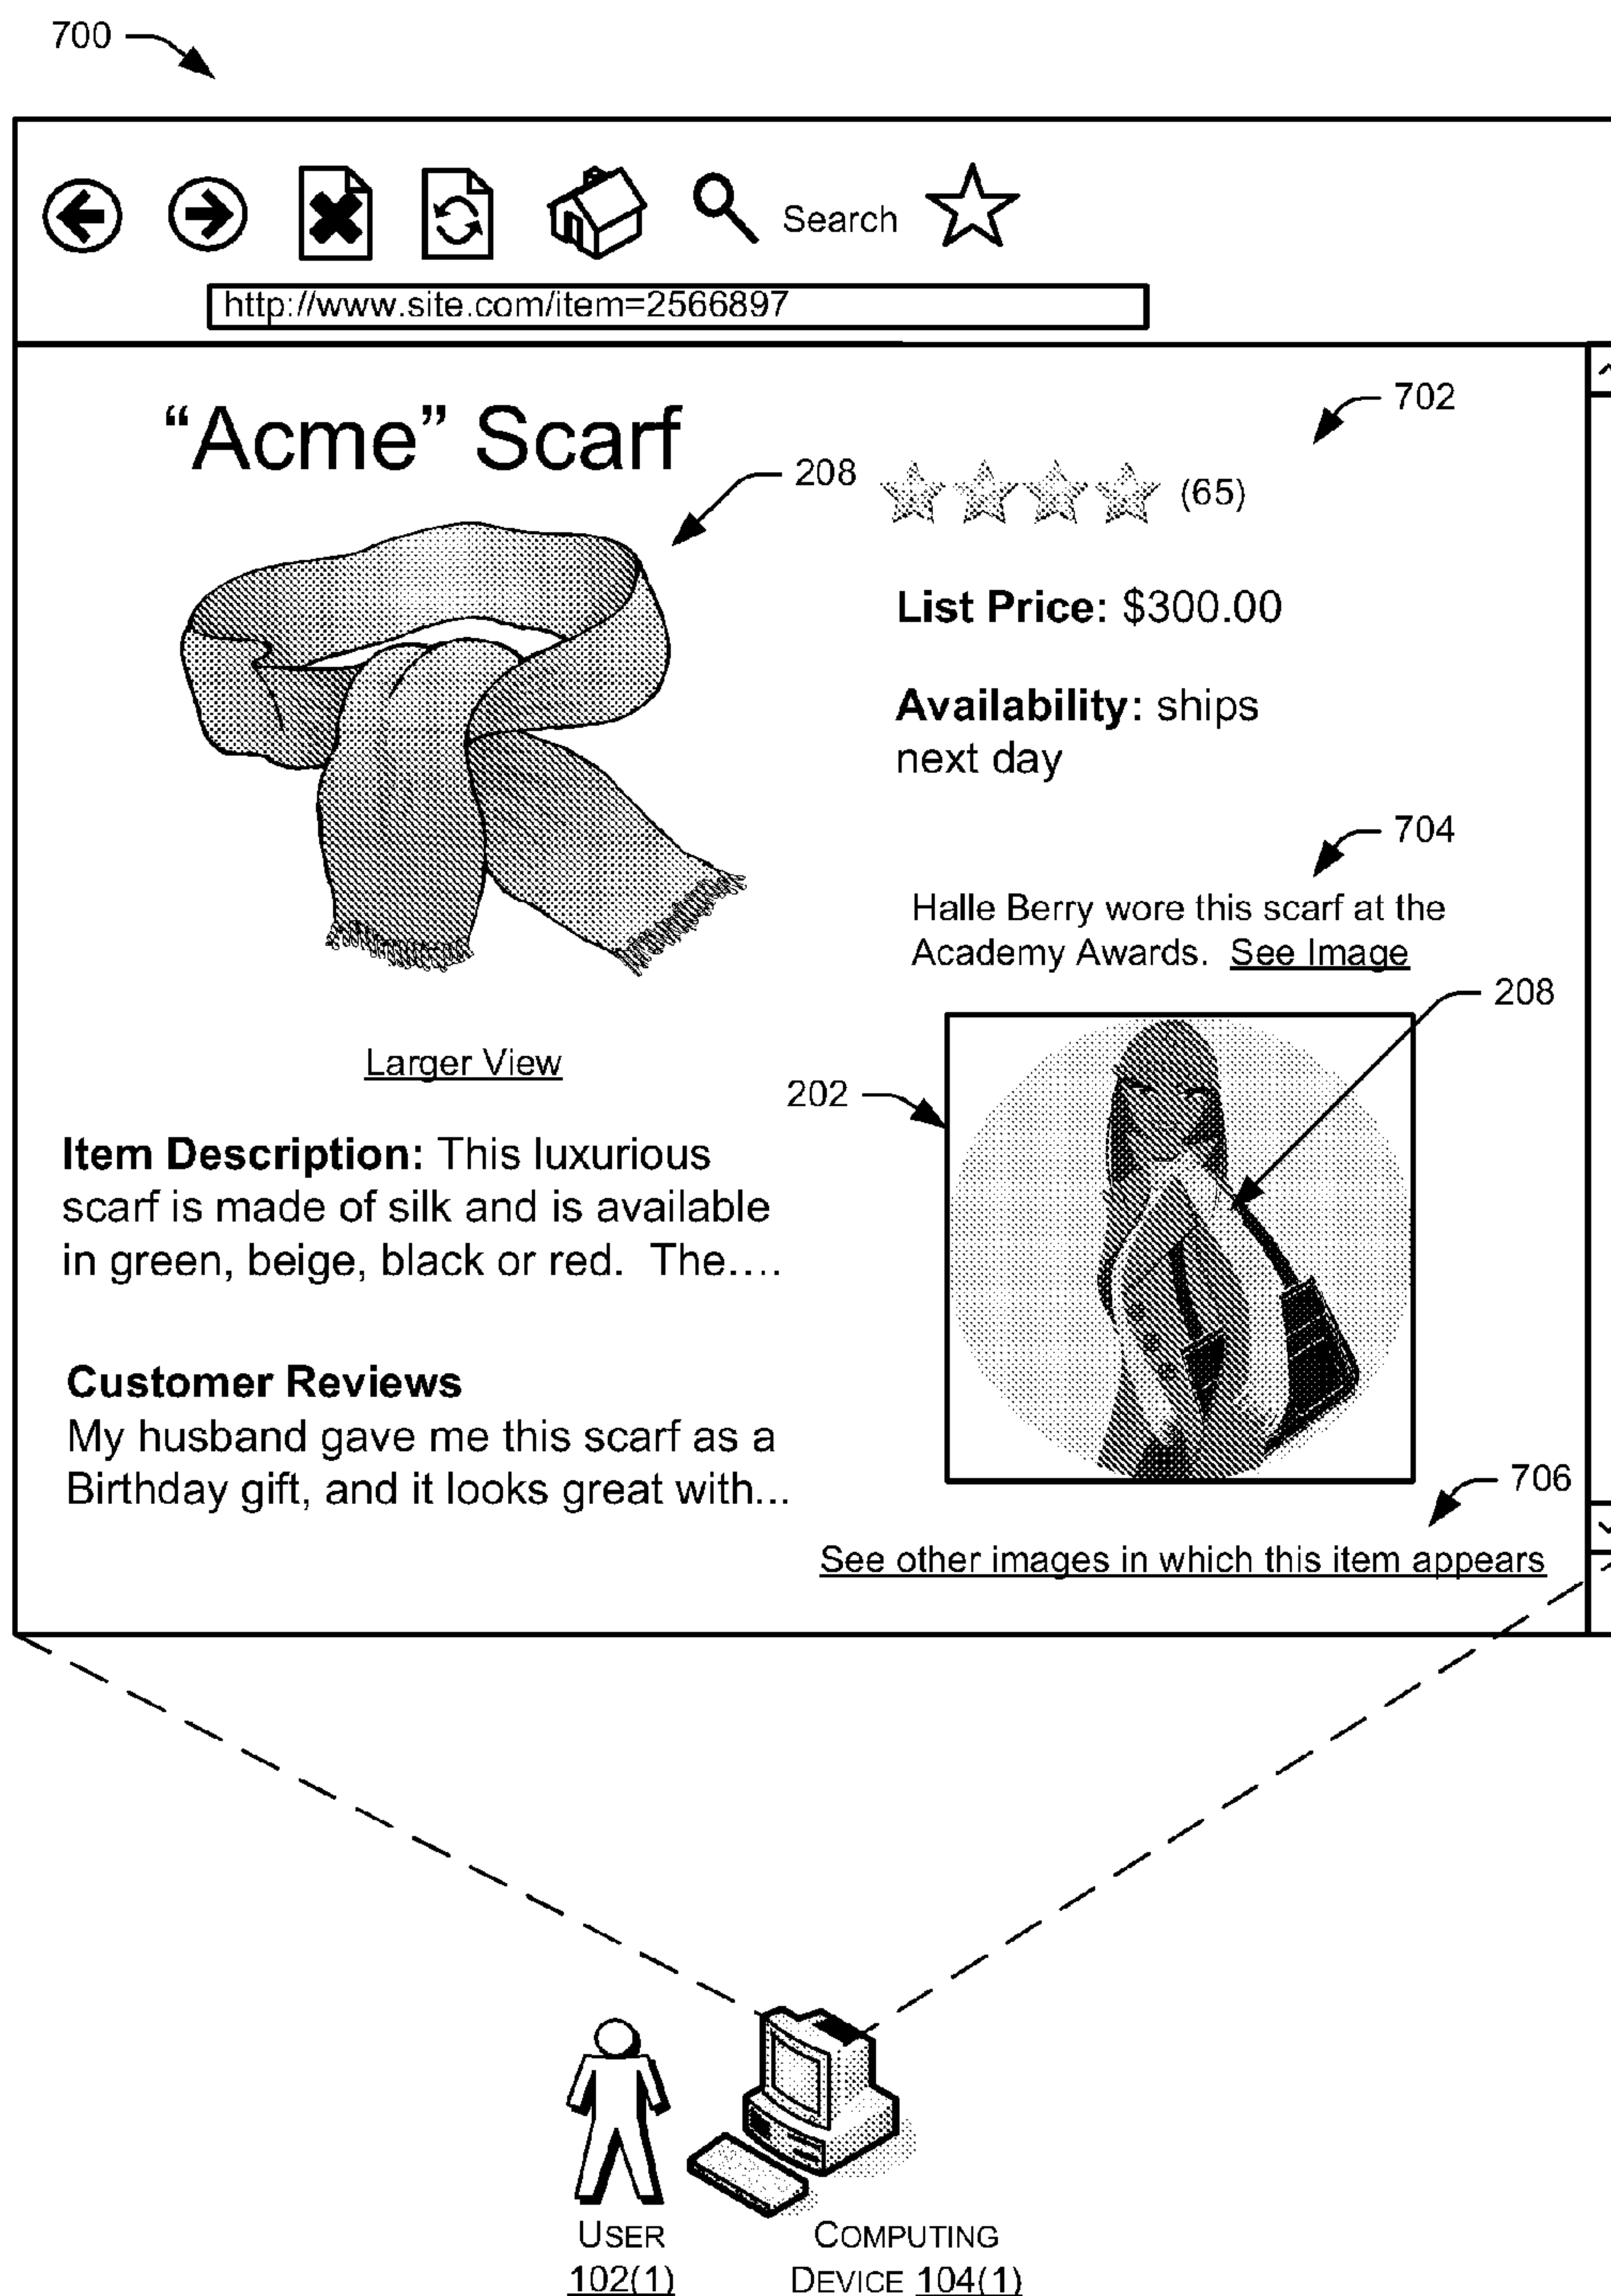 700
Search
http://www.site.com/item=2566897
702
“Acme” Scarf
208
(65)
List Price: $300.00
Availability: ships
next day
704
Halle Berry wore this scarf at the
Academy Awards.  See Image
208
Larger View
202
Item Description: This luxurious
scarf is made of silk and is available
in green, beige, black or red.  The....
Customer Reviews
My husband gave me this scarf as a
Birthday gift, and it looks great with...
706
See other images in which this item appears
USER
102(1)
COMPUTING
DEVICE 104(1)